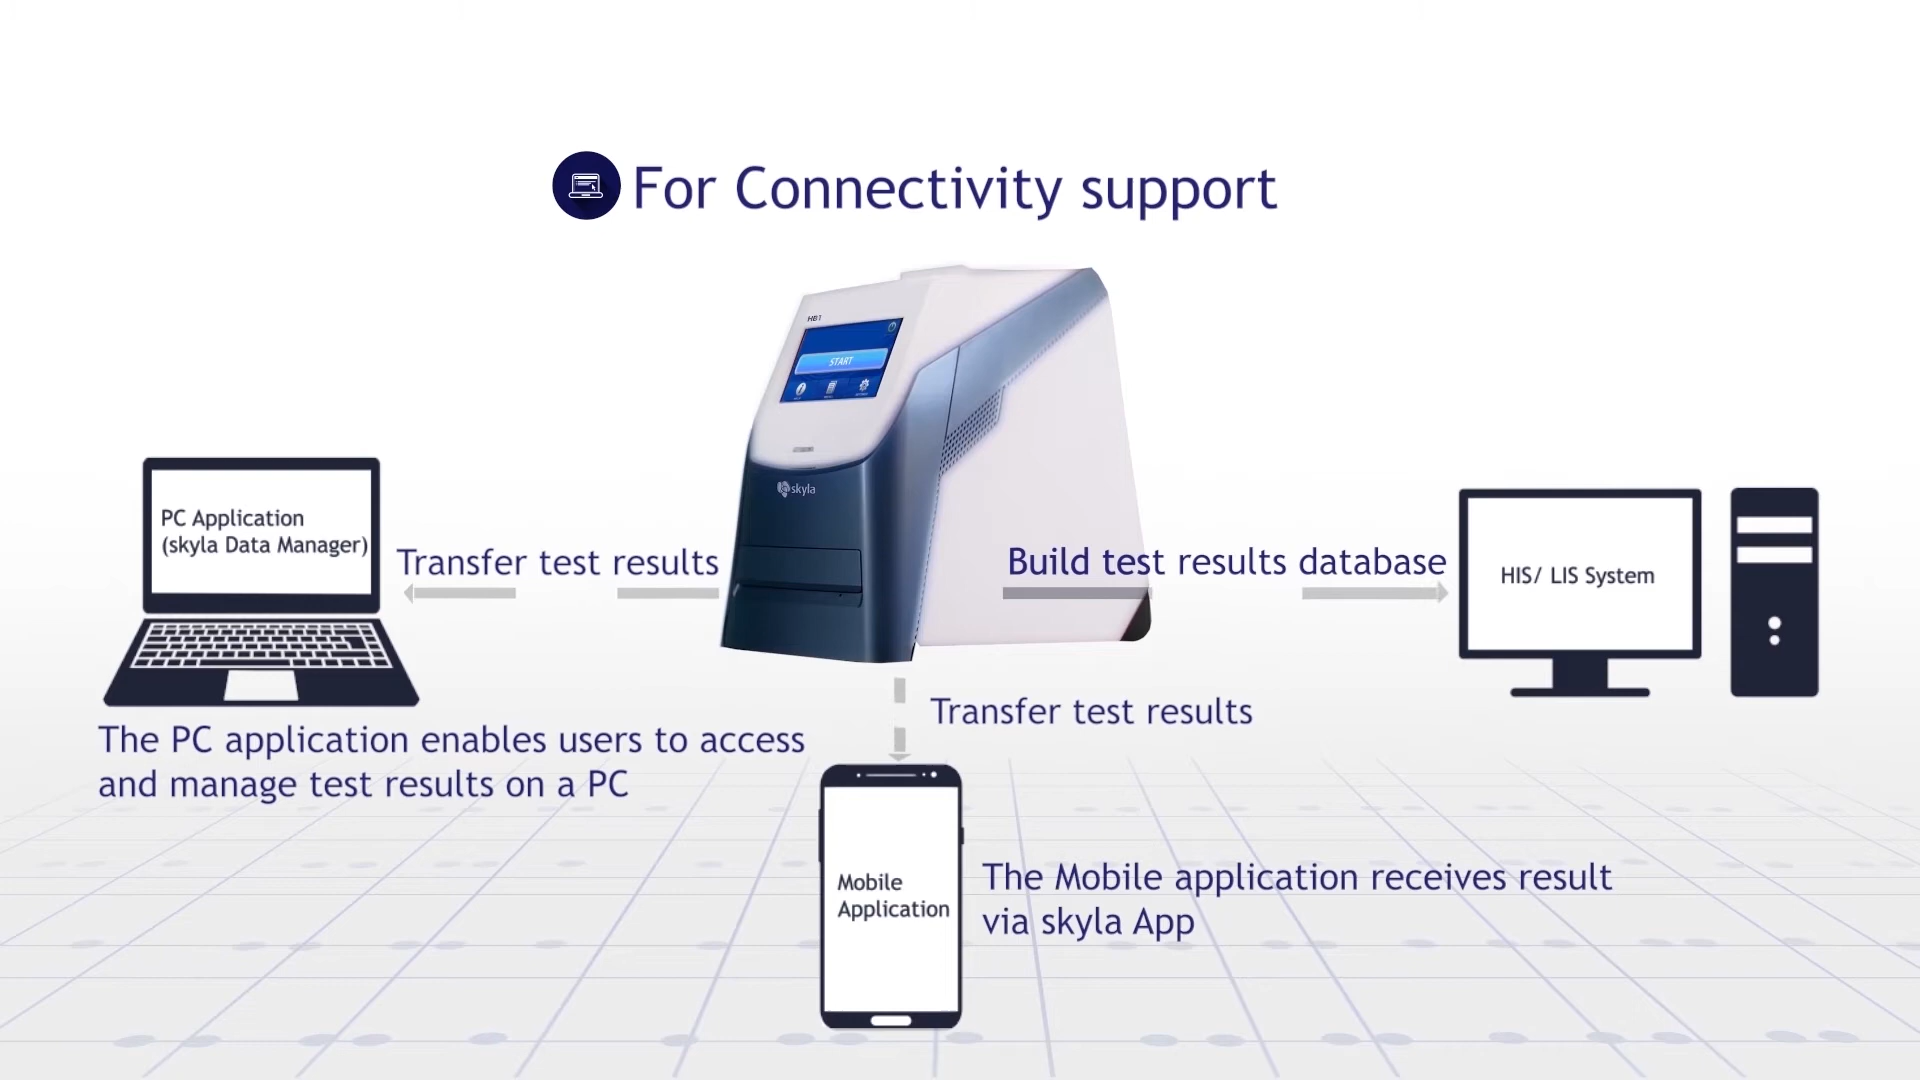 For Connectivity support
HB1
START
skyla
PC Application
(skyla Data Manager)
Transfer test results
Build test results database
HIS/ LIS System
Transfer test results
The PC application enables users to access
and manage test results on a PC
Mobile
Application
The Mobile application receives result
via skyla App